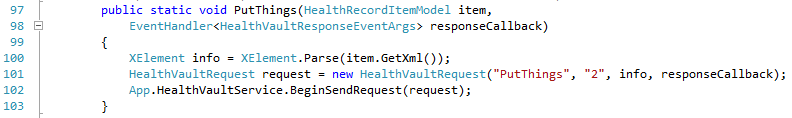 97 public static void PutThings(HealthRecordItemModel item,
98 EventHandler<HealthVaultResponseEventArgs> responseCallback)
99 {
100 XElement info = XElement.Parse(item.GetXml());
101 HealthVaultRequest request = new HealthVaultRequest("PutThings", "2", info, responseCallback);
102 App.HealthVaultService.BeginSendRequest(request);
103 }